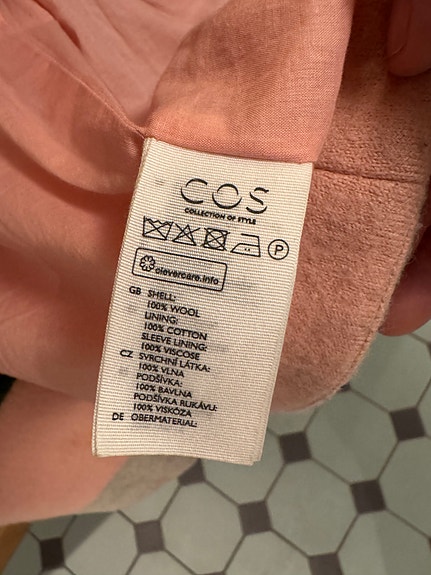 COS
COLLECTION OF STYLE
P
clevercare.info
GB SHELL:
100% WOOL
LINING:
100% COTTON
SLEEVE LINING:
100% VISCOSE
CZ SVRCHNÍ LÁTKA:
100% VLNA
PODŠÍVKA:
100% BAVLNA
PODŠÍVKA RUKÁVU:
100% VISKÓZA
DE OBERMATERIAL: